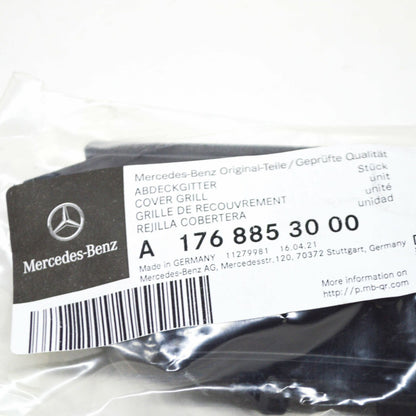 Mercedes-Benz Original-Teile/Geprüfte Qualität
ABDECKGITTER Stück
COVER GRILL unit
GRILLE DE RECOUVREMENT unité
REJILLA COBERTERA unidad
A 176 885 30 00
Made in GERMANY 11279981 16.04.21
Mercedes-Benz AG, Mercedesstr.120, 70372 Stuttgart, Germany
Mercedes-Benz
More information on
http://p.mb-qr.com/